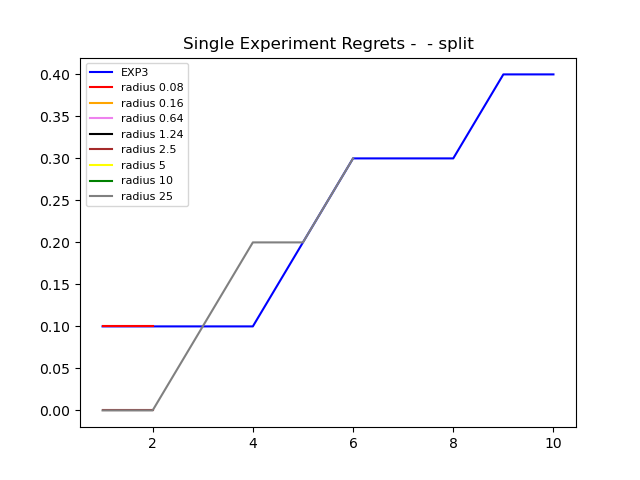 Single Experiment Regrets -  - split
EXP3
radius 0.08
radius 0.16
radius 0.64
radius 1.24
radius 2.5
radius 5
radius 10
radius 25
0.40
0.35
0.30
0.25
0.20
0.15
0.10
0.05
0.00
2
4
6
8
10